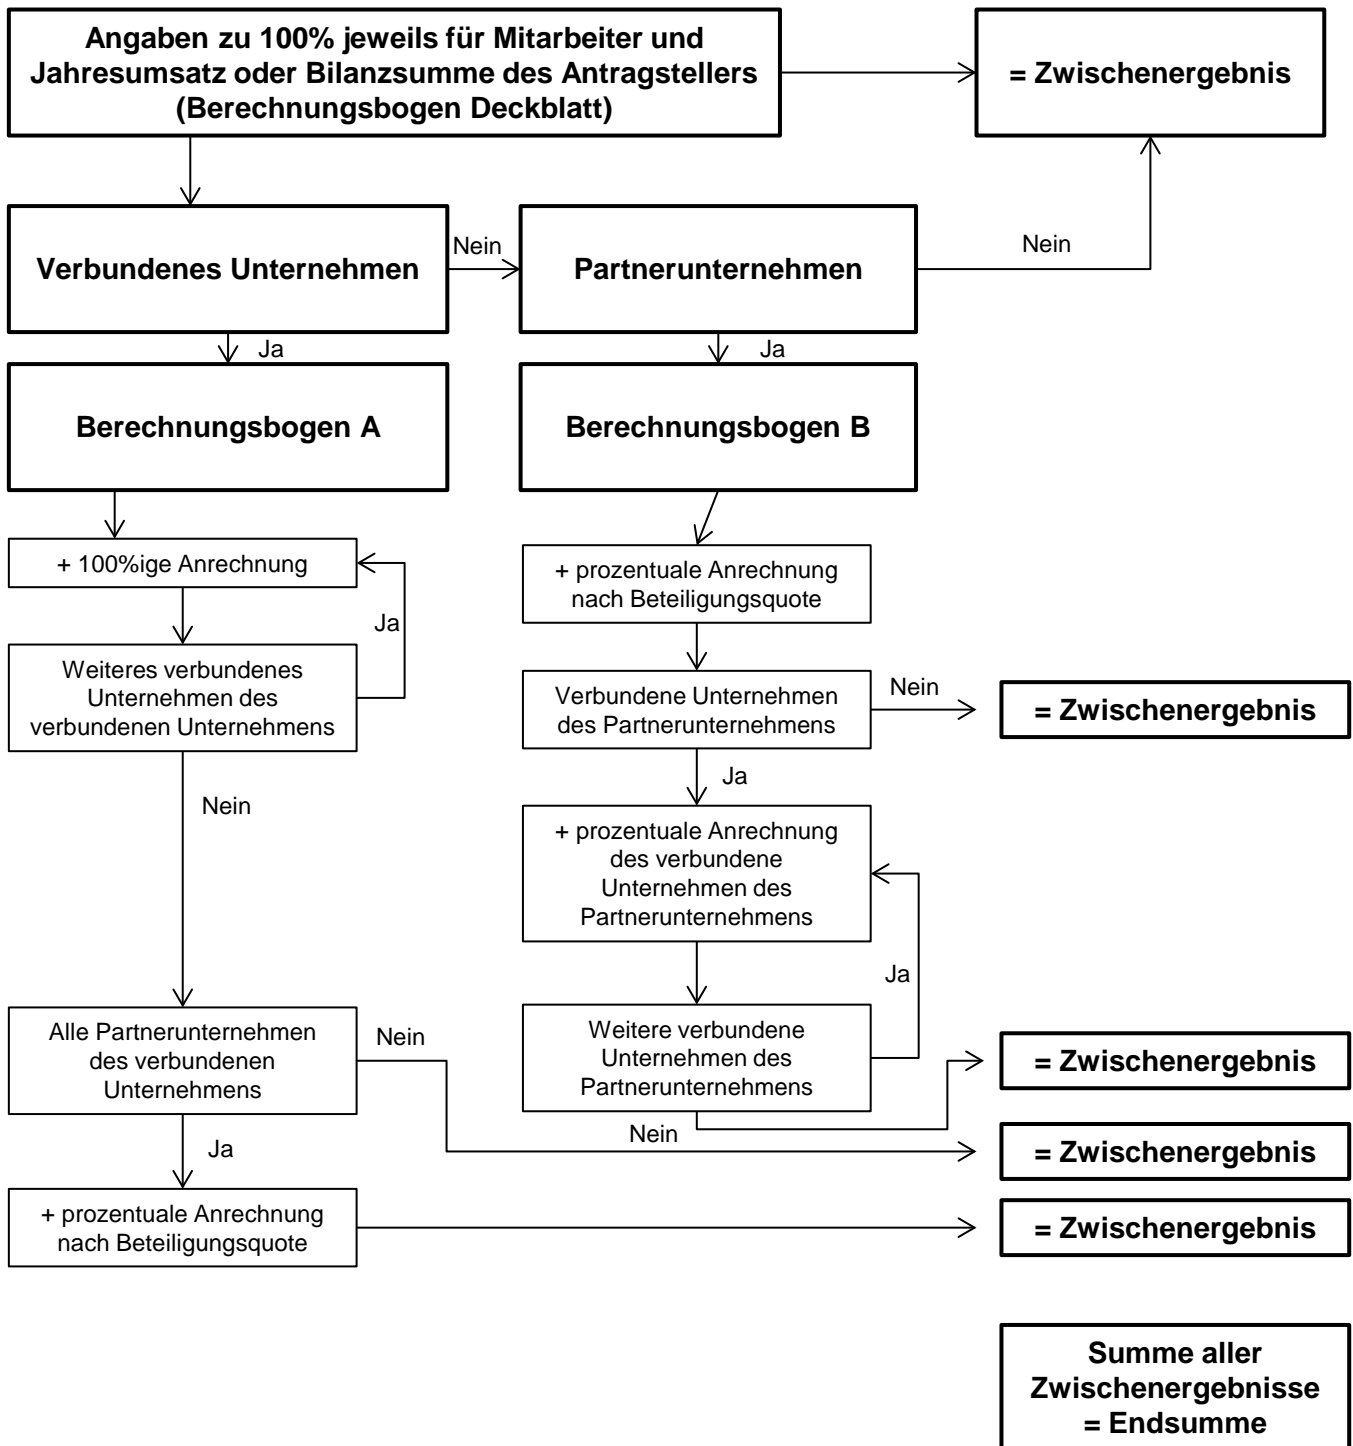 Angaben zu 100% jeweils für Mitarbeiter und
Jahresumsatz oder Bilanzsumme des Antragstellers
(Berechnungsbogen Deckblatt)
= Zwischenergebnis
Verbundenes Unternehmen
Nein
Partnerunternehmen
Nein
Ja
Ja
Berechnungsbogen A
Berechnungsbogen B
+ 100%ige Anrechnung
Ja
Weiteres verbundenes
Unternehmen des
verbundenen Unternehmens
+ prozentuale Anrechnung
nach Beteiligungsquote
Verbundene Unternehmen
des Partnerunternehmens
Nein
= Zwischenergebnis
Nein
Ja
+ prozentuale Anrechnung
des verbundene
Unternehmen des
Partnerunternehmens
Ja
Alle Partnerunternehmen
des verbundenen
Unternehmens
Nein
Weitere verbundene
Unternehmen des
Partnerunternehmens
= Zwischenergebnis
Nein
Ja
= Zwischenergebnis
+ prozentuale Anrechnung
nach Beteiligungsquote
= Zwischenergebnis
Summe aller
Zwischenergebnisse
= Endsumme